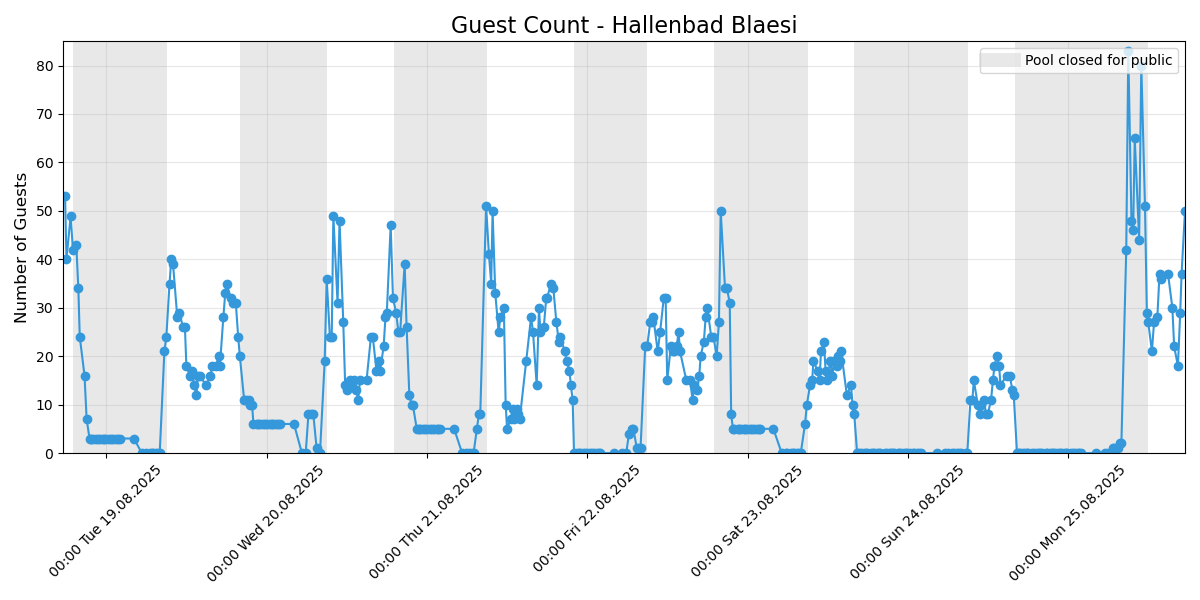 Guest Count - Hallenbad Blaesi
Pool closed for public
Number of Guests
80
70
60
50
40
30
20
10
0
00:00 Tue 19.08.2025
00:00 Wed 20.08.2025
00:00 Thu 21.08.2025
00:00 Fri 22.08.2025
00:00 Sat 23.08.2025
00:00 Sun 24.08.2025
00:00 Mon 25.08.2025